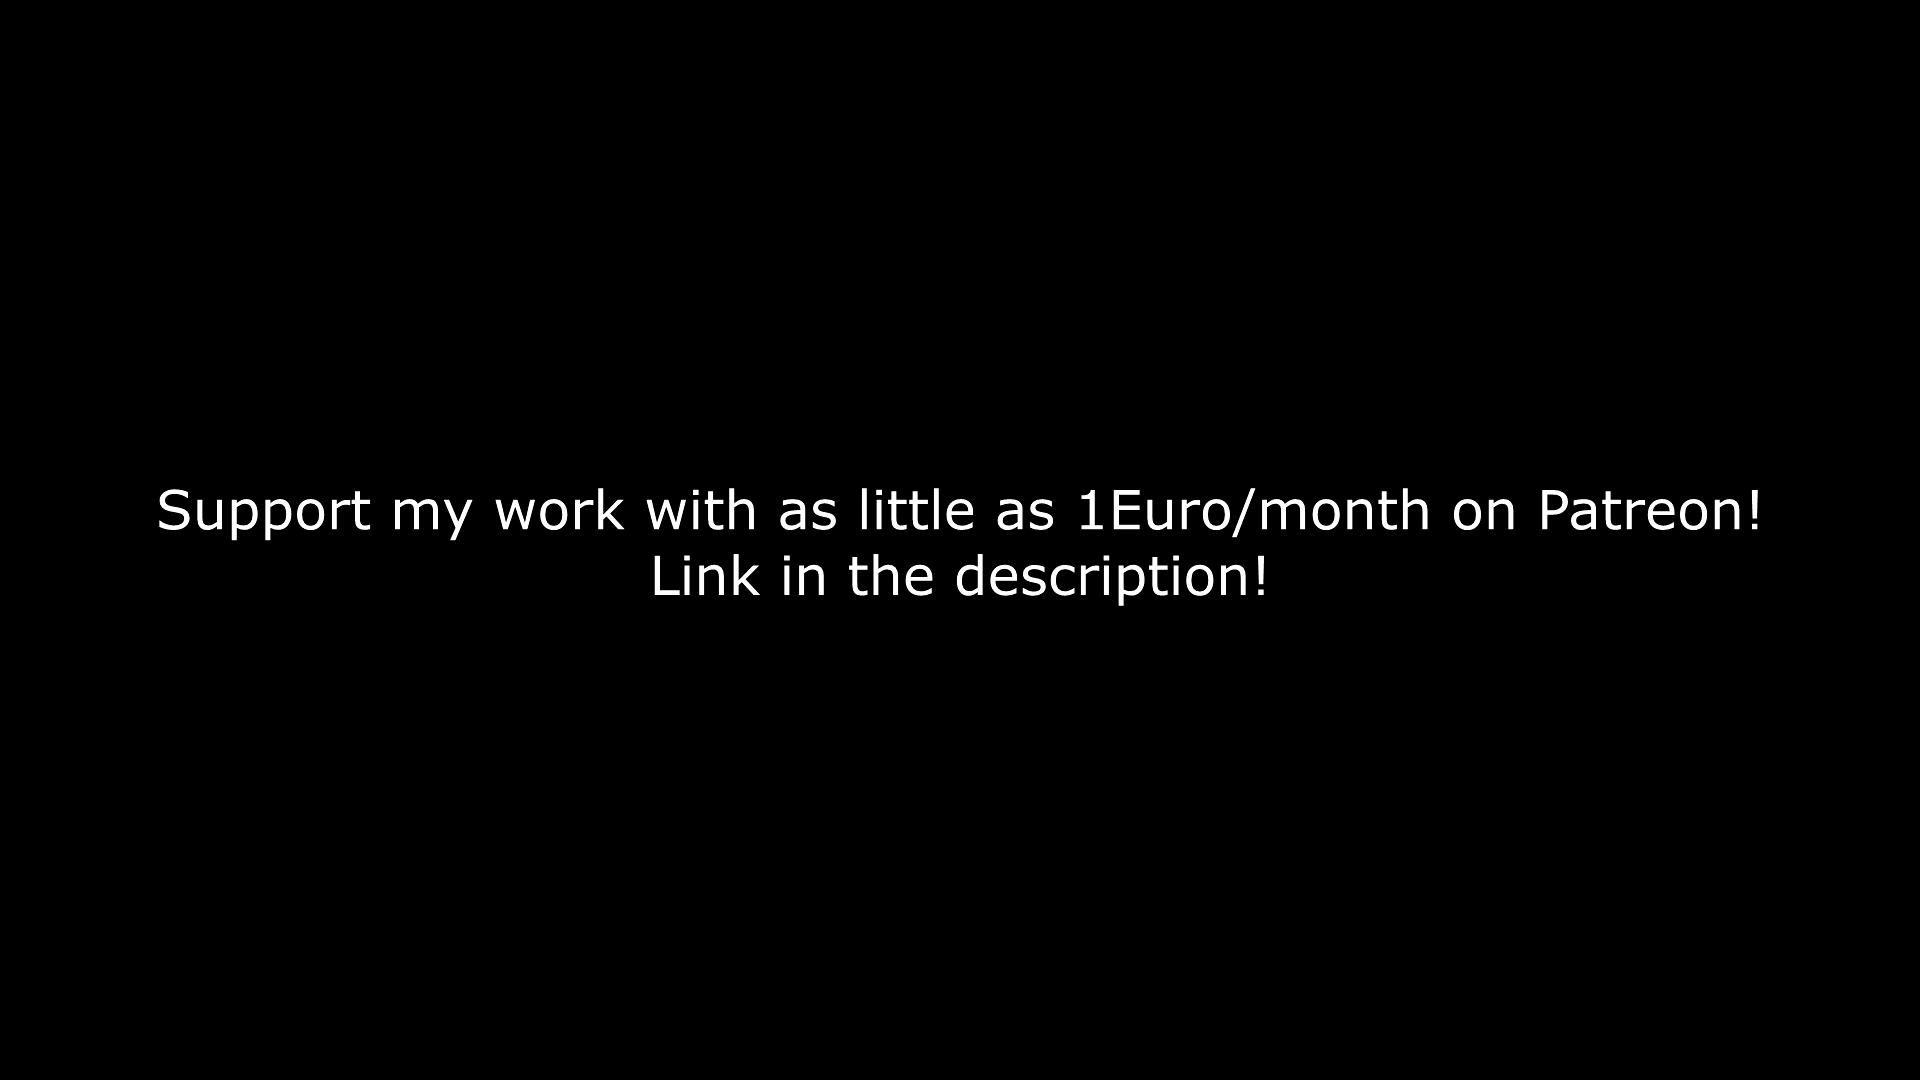 Support my work with as little as 1Euro/month on Patreon!
Link in the description!